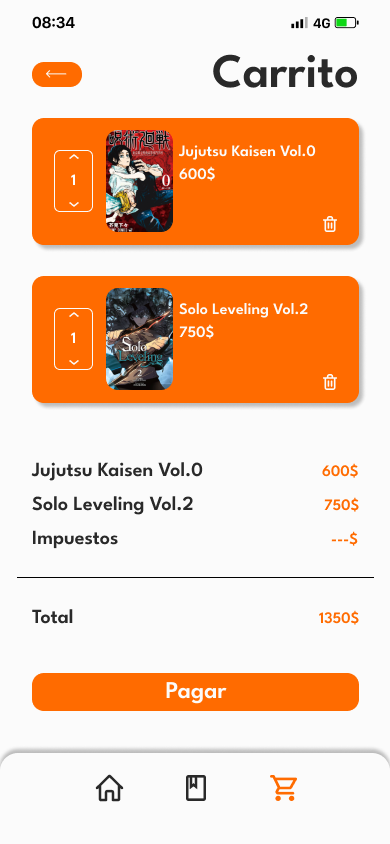 08:34
4G
Carrito
呪術廻戦
0
1
Jujutsu Kaisen Vol.0
600$
Solo
Leveling
2
1
Solo Leveling Vol.2
750$
Jujutsu Kaisen Vol.0 600$
Solo Leveling Vol.2 750$
Impuestos ---$
Total 1350$
Pagar